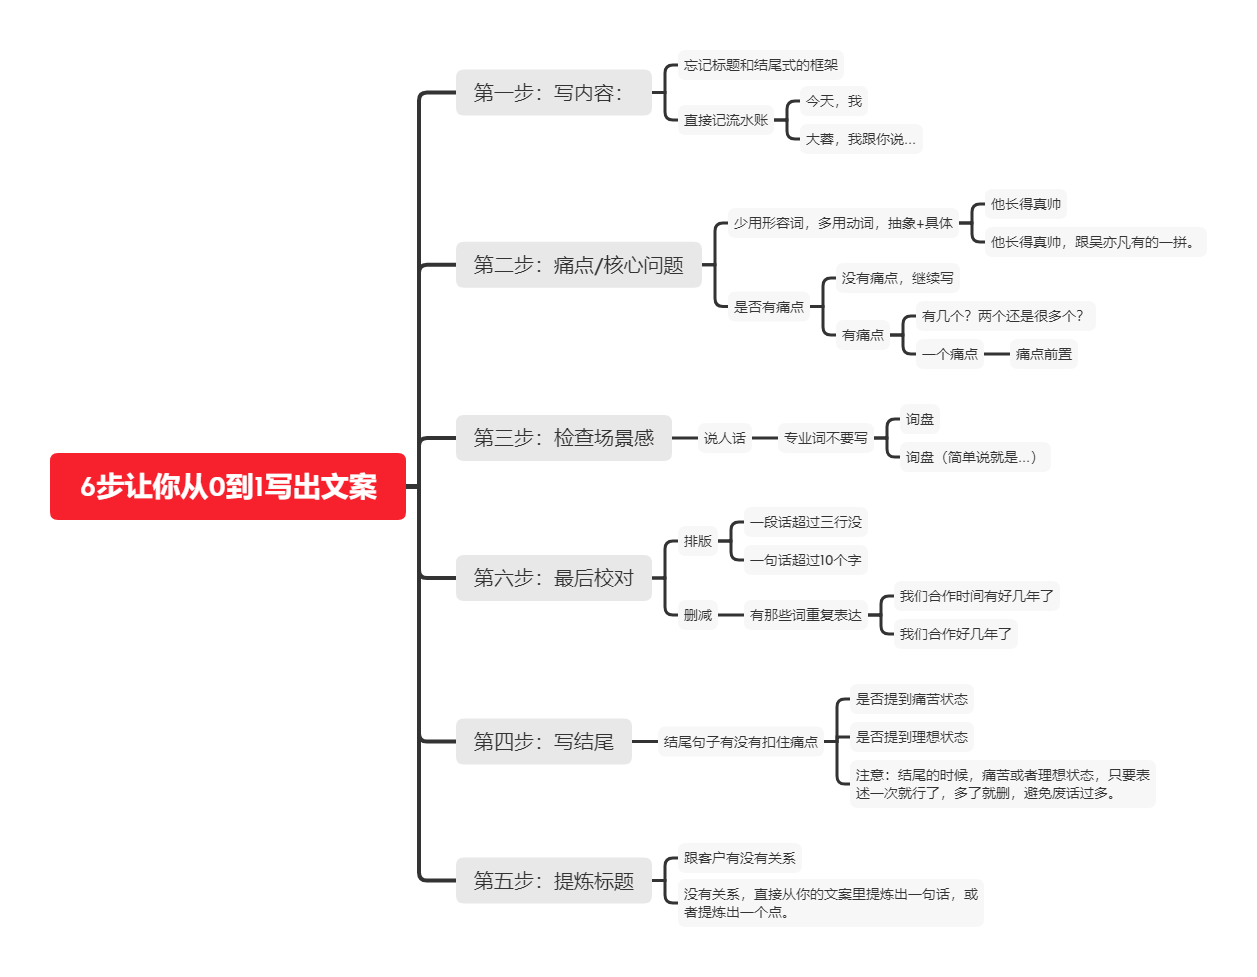 6步让你从0到1写出文案
第一步：写内容：
忘记标题和结尾式的框架
直接记流水账
今天，我
大蓉，我跟你说...
第二步：痛点/核心问题
少用形容词，多用动词，抽象+具体
他长得真帅
他长得真帅，跟吴亦凡有的一拼。
是否有痛点
没有痛点，继续写
有痛点
有几个？两个还是很多个？
一个痛点
痛点前置
第三步：检查场景感
说人话
专业词不要写
询盘
询盘（简单说就是...）
第六步：最后校对
排版
一段话超过三行没
一句话超过10个字
删减
有那些词重复表达
我们合作时间有好几年了
我们合作好几年了
第四步：写结尾
结尾句子有没有扣住痛点
是否提到痛苦状态
是否提到理想状态
注意：结尾的时候，痛苦或者理想状态，只要表
述一次就行了，多了就删，避免废话过多。
第五步：提炼标题
跟客户有没有关系
没有关系，直接从你的文案里提炼出一句话，或
者提炼出一个点。